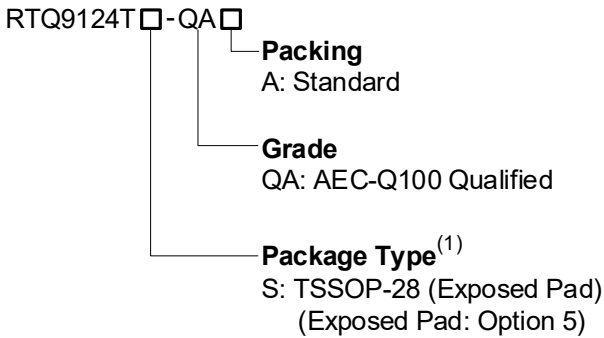 RTQ9124T□-QA□
Packing
A: Standard
Grade
QA: AEC-Q100 Qualified
Package Type(1)
S: TSSOP-28 (Exposed Pad)
(Exposed Pad: Option 5)